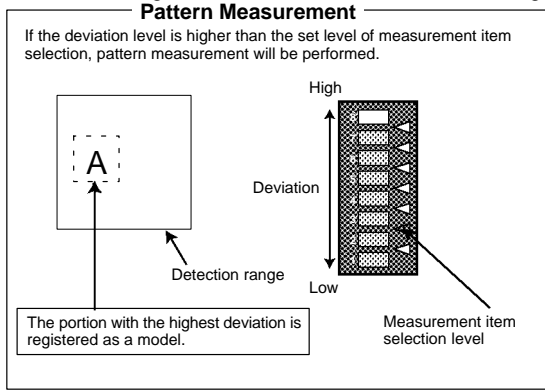 Pattern Measurement
If the deviation level is higher than the set level of measurement item
selection, pattern measurement will be performed.
High
A
Deviation
Detection range
Low
The portion with the highest deviation is
registered as a model.
Measurement item
selection level